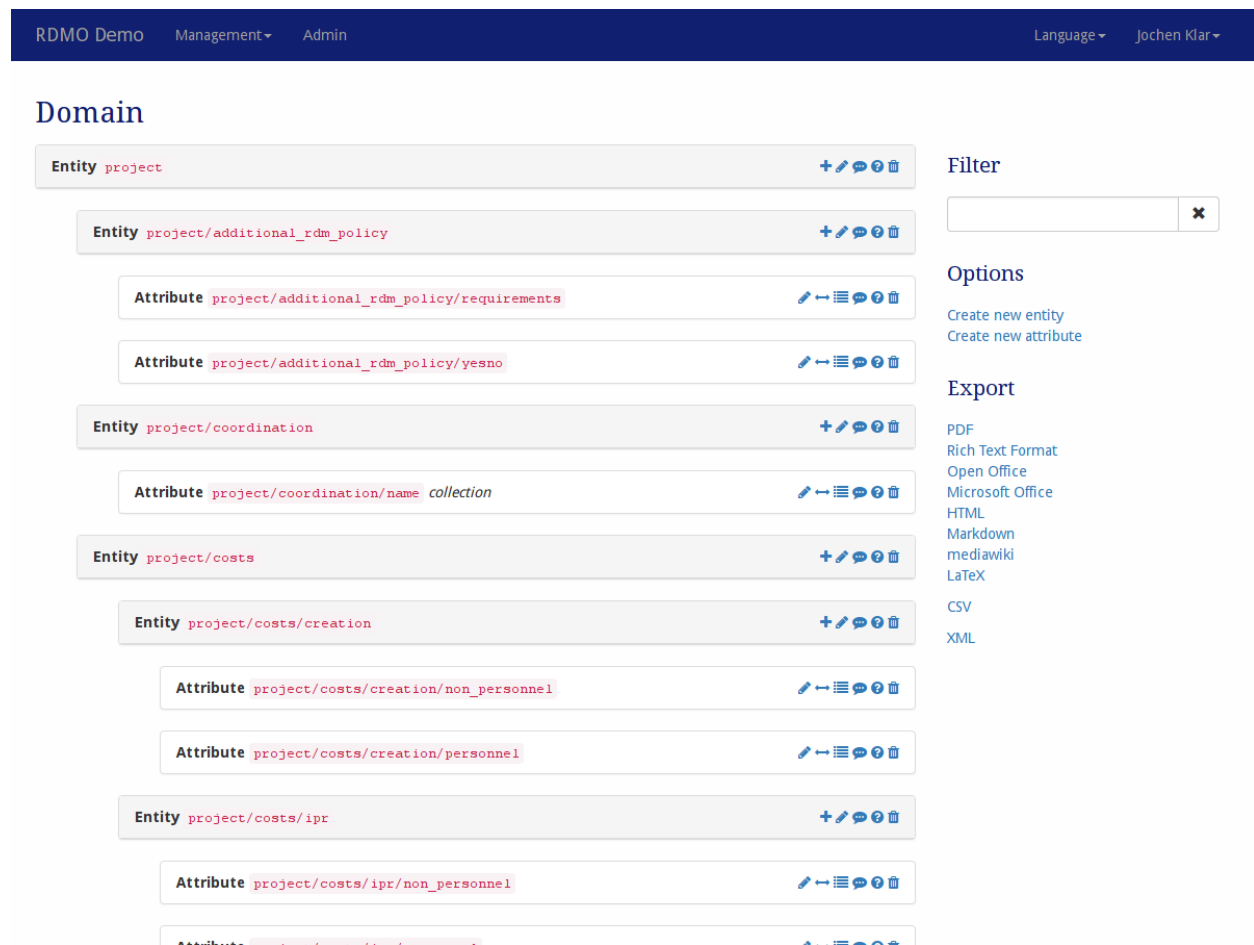 RDMO Demo Management Admin Language Jochen Klar
Domain
Entity project
Entity project/additional_rdm_policy
Attribute project/additional_rdm_policy/requirements
Attribute project/additional_rdm_policy/yesno
Entity project/coordination
Attribute project/coordination/name collection
Entity project/costs
Entity project/costs/creation
Attribute project/costs/creation/non_personnel
Attribute project/costs/creation/personnel
Entity project/costs/ipr
Attribute project/costs/ipr/non_personnel
Attribute
Filter
Options
Create new entity
Create new attribute
Export
PDF
Rich Text Format
Open Office
Microsoft Office
HTML
Markdown
mediawiki
LaTeX
CSV
XML